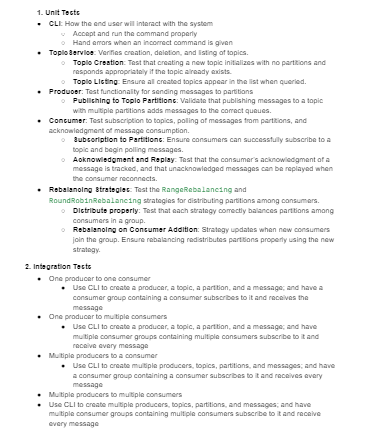 1. Unit Tests
● CLI: How the end user will interact with the system
○ Accept and run the command properly
○ Hand errors when an incorrect command is given
● TopicService: Verifies creation, deletion, and listing of topics.
○ Topic Creation: Test that creating a new topic initializes with no partitions and
responds appropriately if the topic already exists.
○ Topic Listing: Ensure all created topics appear in the list when queried.
● Producer: Test functionality for sending messages to partitions
○ Publishing to Topic Partitions: Validate that publishing messages to a topic
with multiple partitions adds messages to the correct queues.
● Consumer: Test subscription to topics, polling of messages from partitions, and
acknowledgment of message consumption.
○ Subscription to Partitions: Ensure consumers can successfully subscribe to a
topic and begin polling messages.
○ Acknowledgment and Replay: Test that the consumer's acknowledgment of a
message is tracked, and that unacknowledged messages can be replayed when
the consumer reconnects.
● Rebalancing Strategies: Test the RangeRebalancing and
RoundRobinRebalancing strategies for distributing partitions among consumers.
○ Distribute properly: Test that each strategy correctly balances partitions among
consumers in a group.
○ Rebalancing on Consumer Addition: Strategy updates when new consumers
join the group. Ensure rebalancing redistributes partitions properly using the new
strategy.
2. Integration Tests
● One producer to one consumer
● Use CLI to create a producer, a topic, a partition, and a message; and have a
consumer group containing a consumer subscribes to it and receives the
message
● One producer to multiple consumers
● Use CLI to create a producer, a topic, a partition, and a message; and have
multiple consumer groups containing multiple consumers subscribe to it and
receive every message
● Multiple producers to a consumer
● Use CLI to create multiple producers, topics, partitions, and messages; and have
a consumer group containing a consumer subscribes to it and receives every
message
● Multiple producers to multiple consumers
● Use CLI to create multiple producers, topics, partitions, and messages; and have
multiple consumer groups containing multiple consumers subscribe to it and receive
every message